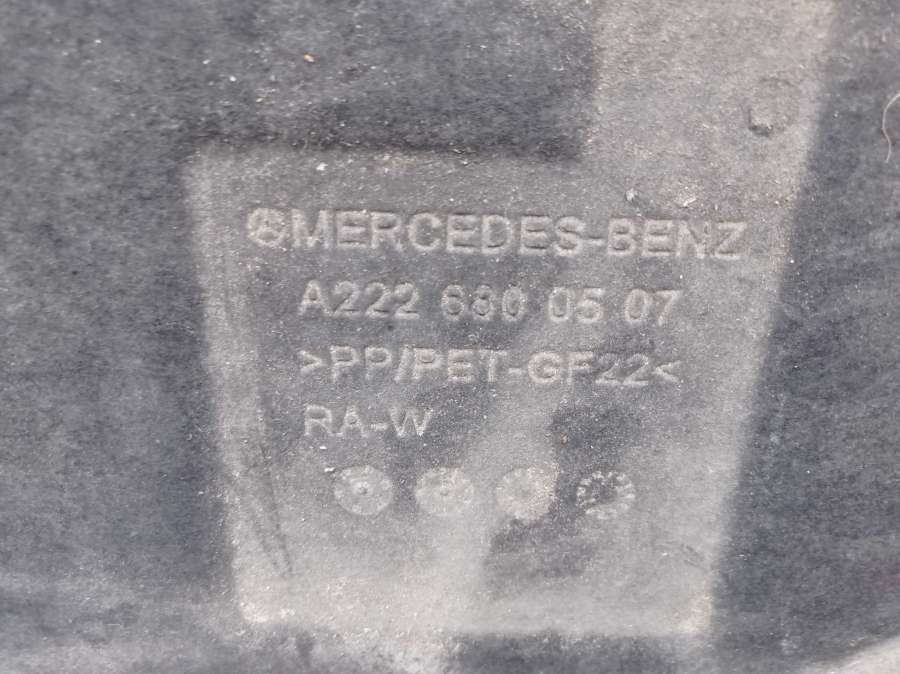 MERCEDES-BENZ
A222 680 05 07
>PP/PET-GF22<
RA-W